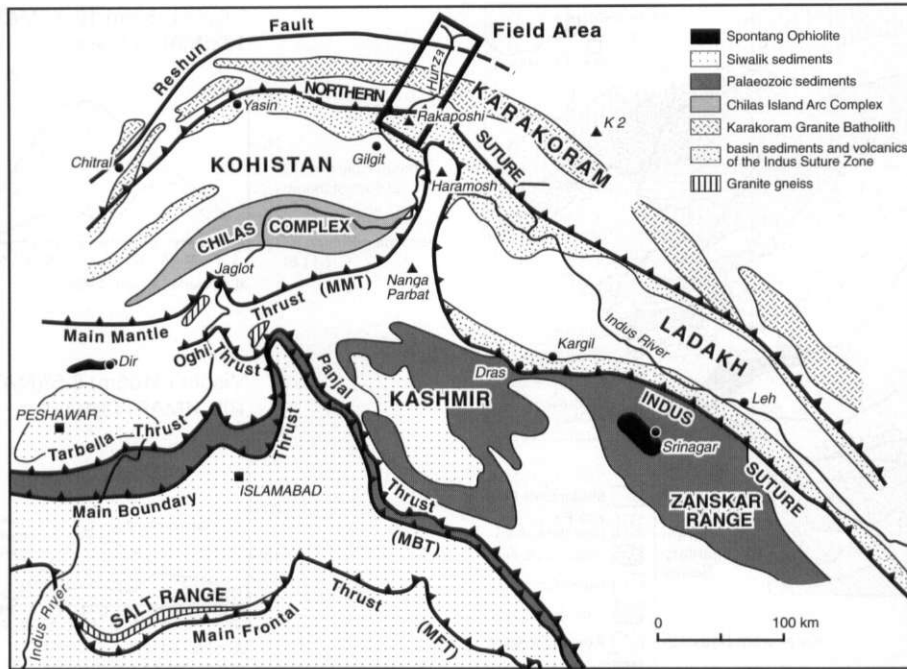 Field Area
Fault
Reshun
Hunza
NORTHERN
SUTURE
KARAKORAM
K 2
Yasin
Rakaposhi
Chitral
Gilgit
KOHISTAN
Haramosh
CHILAS COMPLEX
Jaglot
Nanga
Parbat
Main Mantle Thrust (MMT)
Oghi Thrust
Dir
PESHAWAR
Tarbella Thrust
Panjal
Thrust
ISLAMABAD
Main Boundary Thrust
(MBT)
KASHMIR
Dras
Kargil
Indus River
LADAKH
Leh
INDUS
SUTURE
Srinagar
ZANSKAR
RANGE
SALT RANGE
Indus River
Main Frontal Thrust
(MFT)
Spontang Ophiolite
Siwalik sediments
Palaeozoic sediments
Chilas Island Arc Complex
Karakoram Granite Batholith
basin sediments and volcanics
of the Indus Suture Zone
Granite gneiss
0 100 km